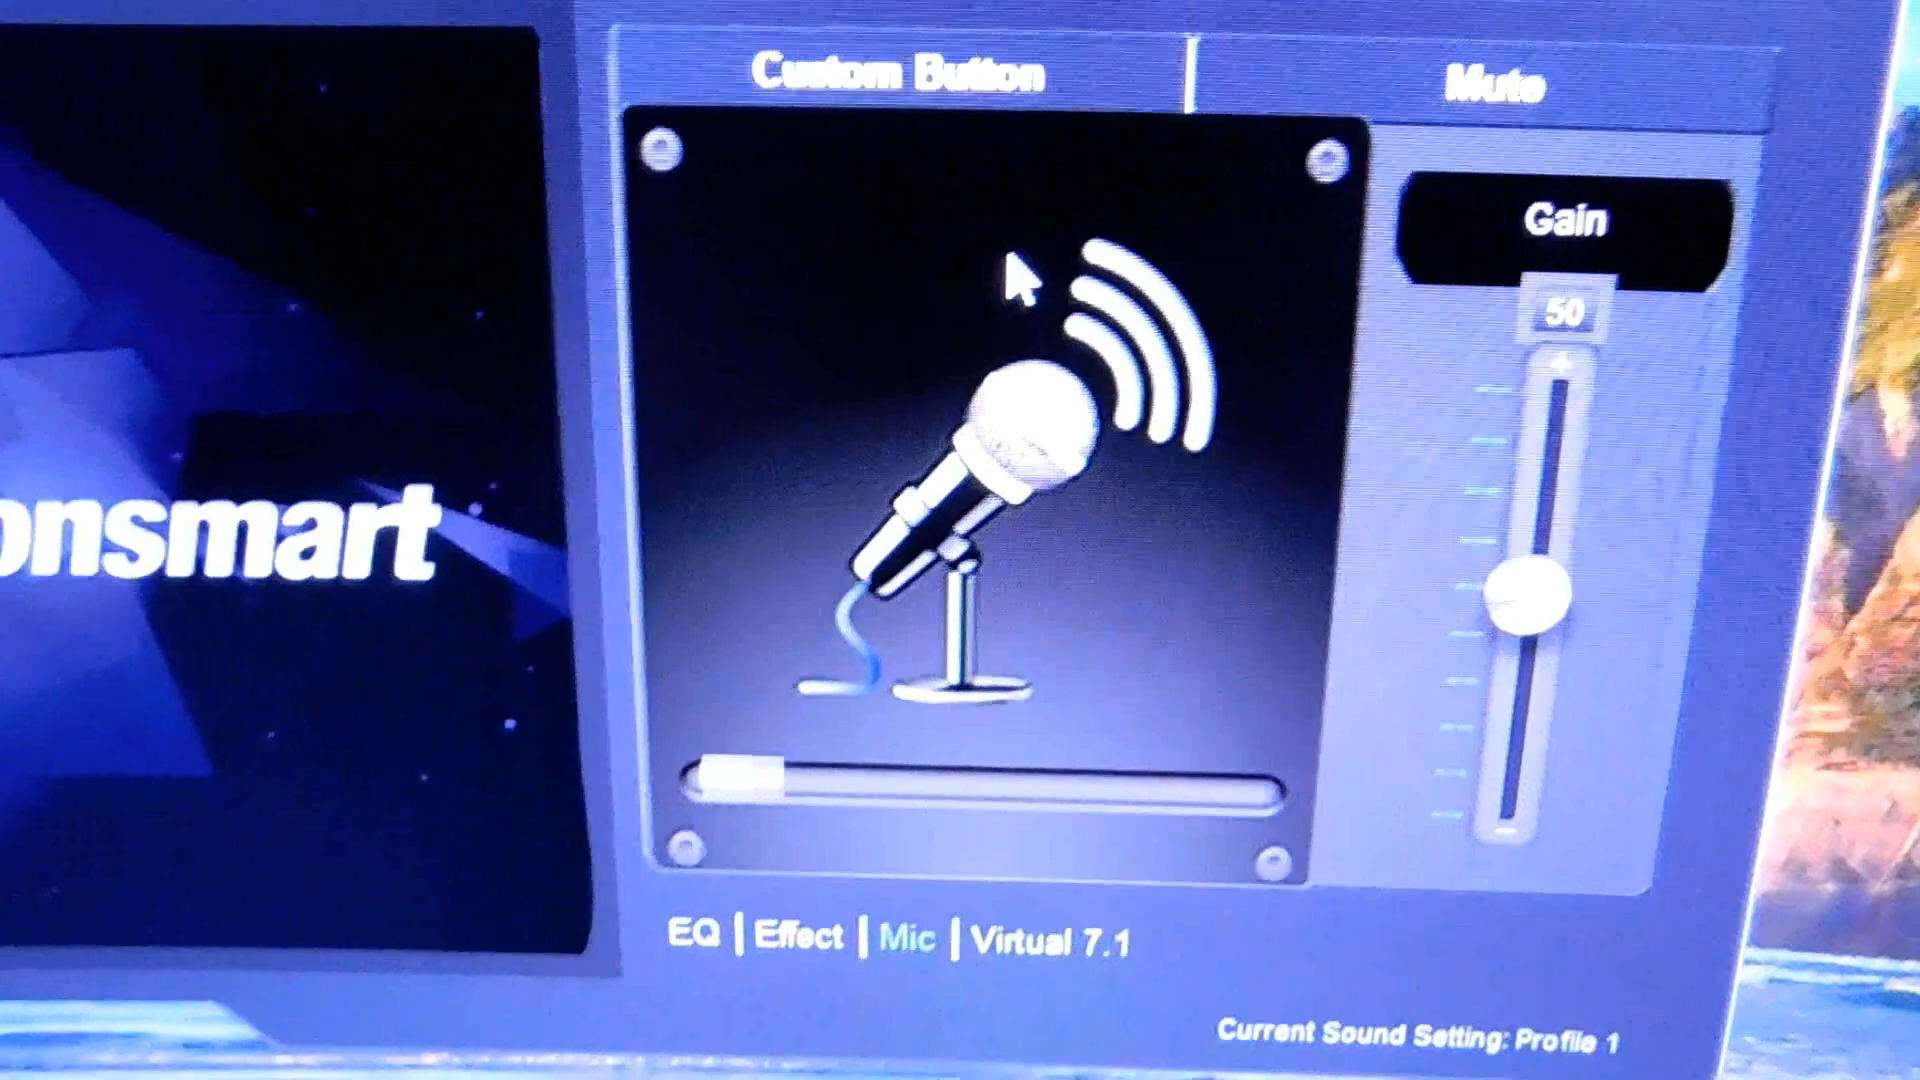 Custom Button
Mute
Gain
50
onsmart
EQ | Effect | Mic | Virtual 7.1
Current Sound Setting: Profile 1